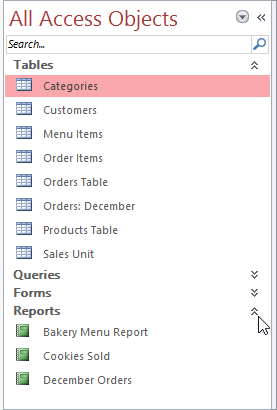 All Access Objects
Search...
Tables
Categories
Customers
Menu Items
Order Items
Orders Table
Orders: December
Products Table
Sales Unit
Queries
Forms
Reports
Bakery Menu Report
Cookies Sold
December Orders